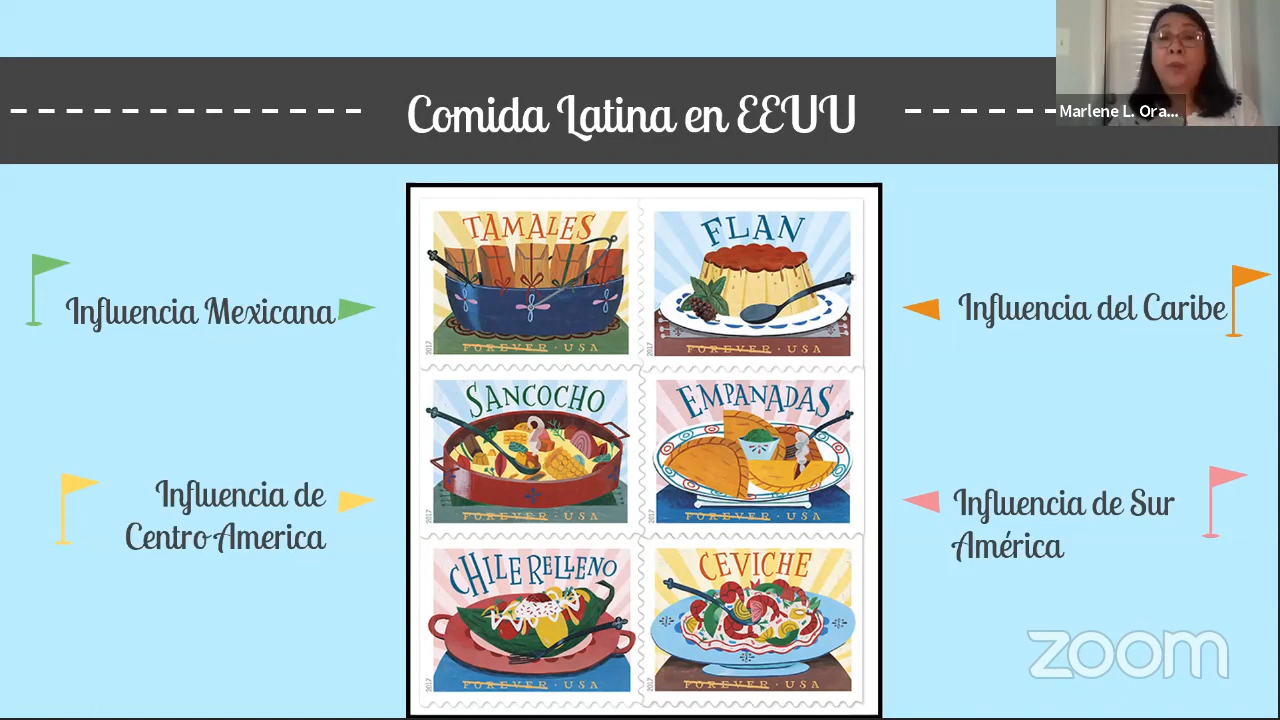 Comida Latina en EEUU
Marlene L. Ora...
Influencia Mexicana
Influencia de
Centro America
TAMALES
2017
FOREVER · USA
FLAN
2017
FOREVER · USA
SANCOCHO
2017
FOREVER · USA
EMPANADAS
2017
FOREVER · USA
CHILE RELLENO
2017
FOREVER · USA
CEVICHE
2017
FOREVER · USA
Influencia del Caribe
Influencia de Sur
América
zoom